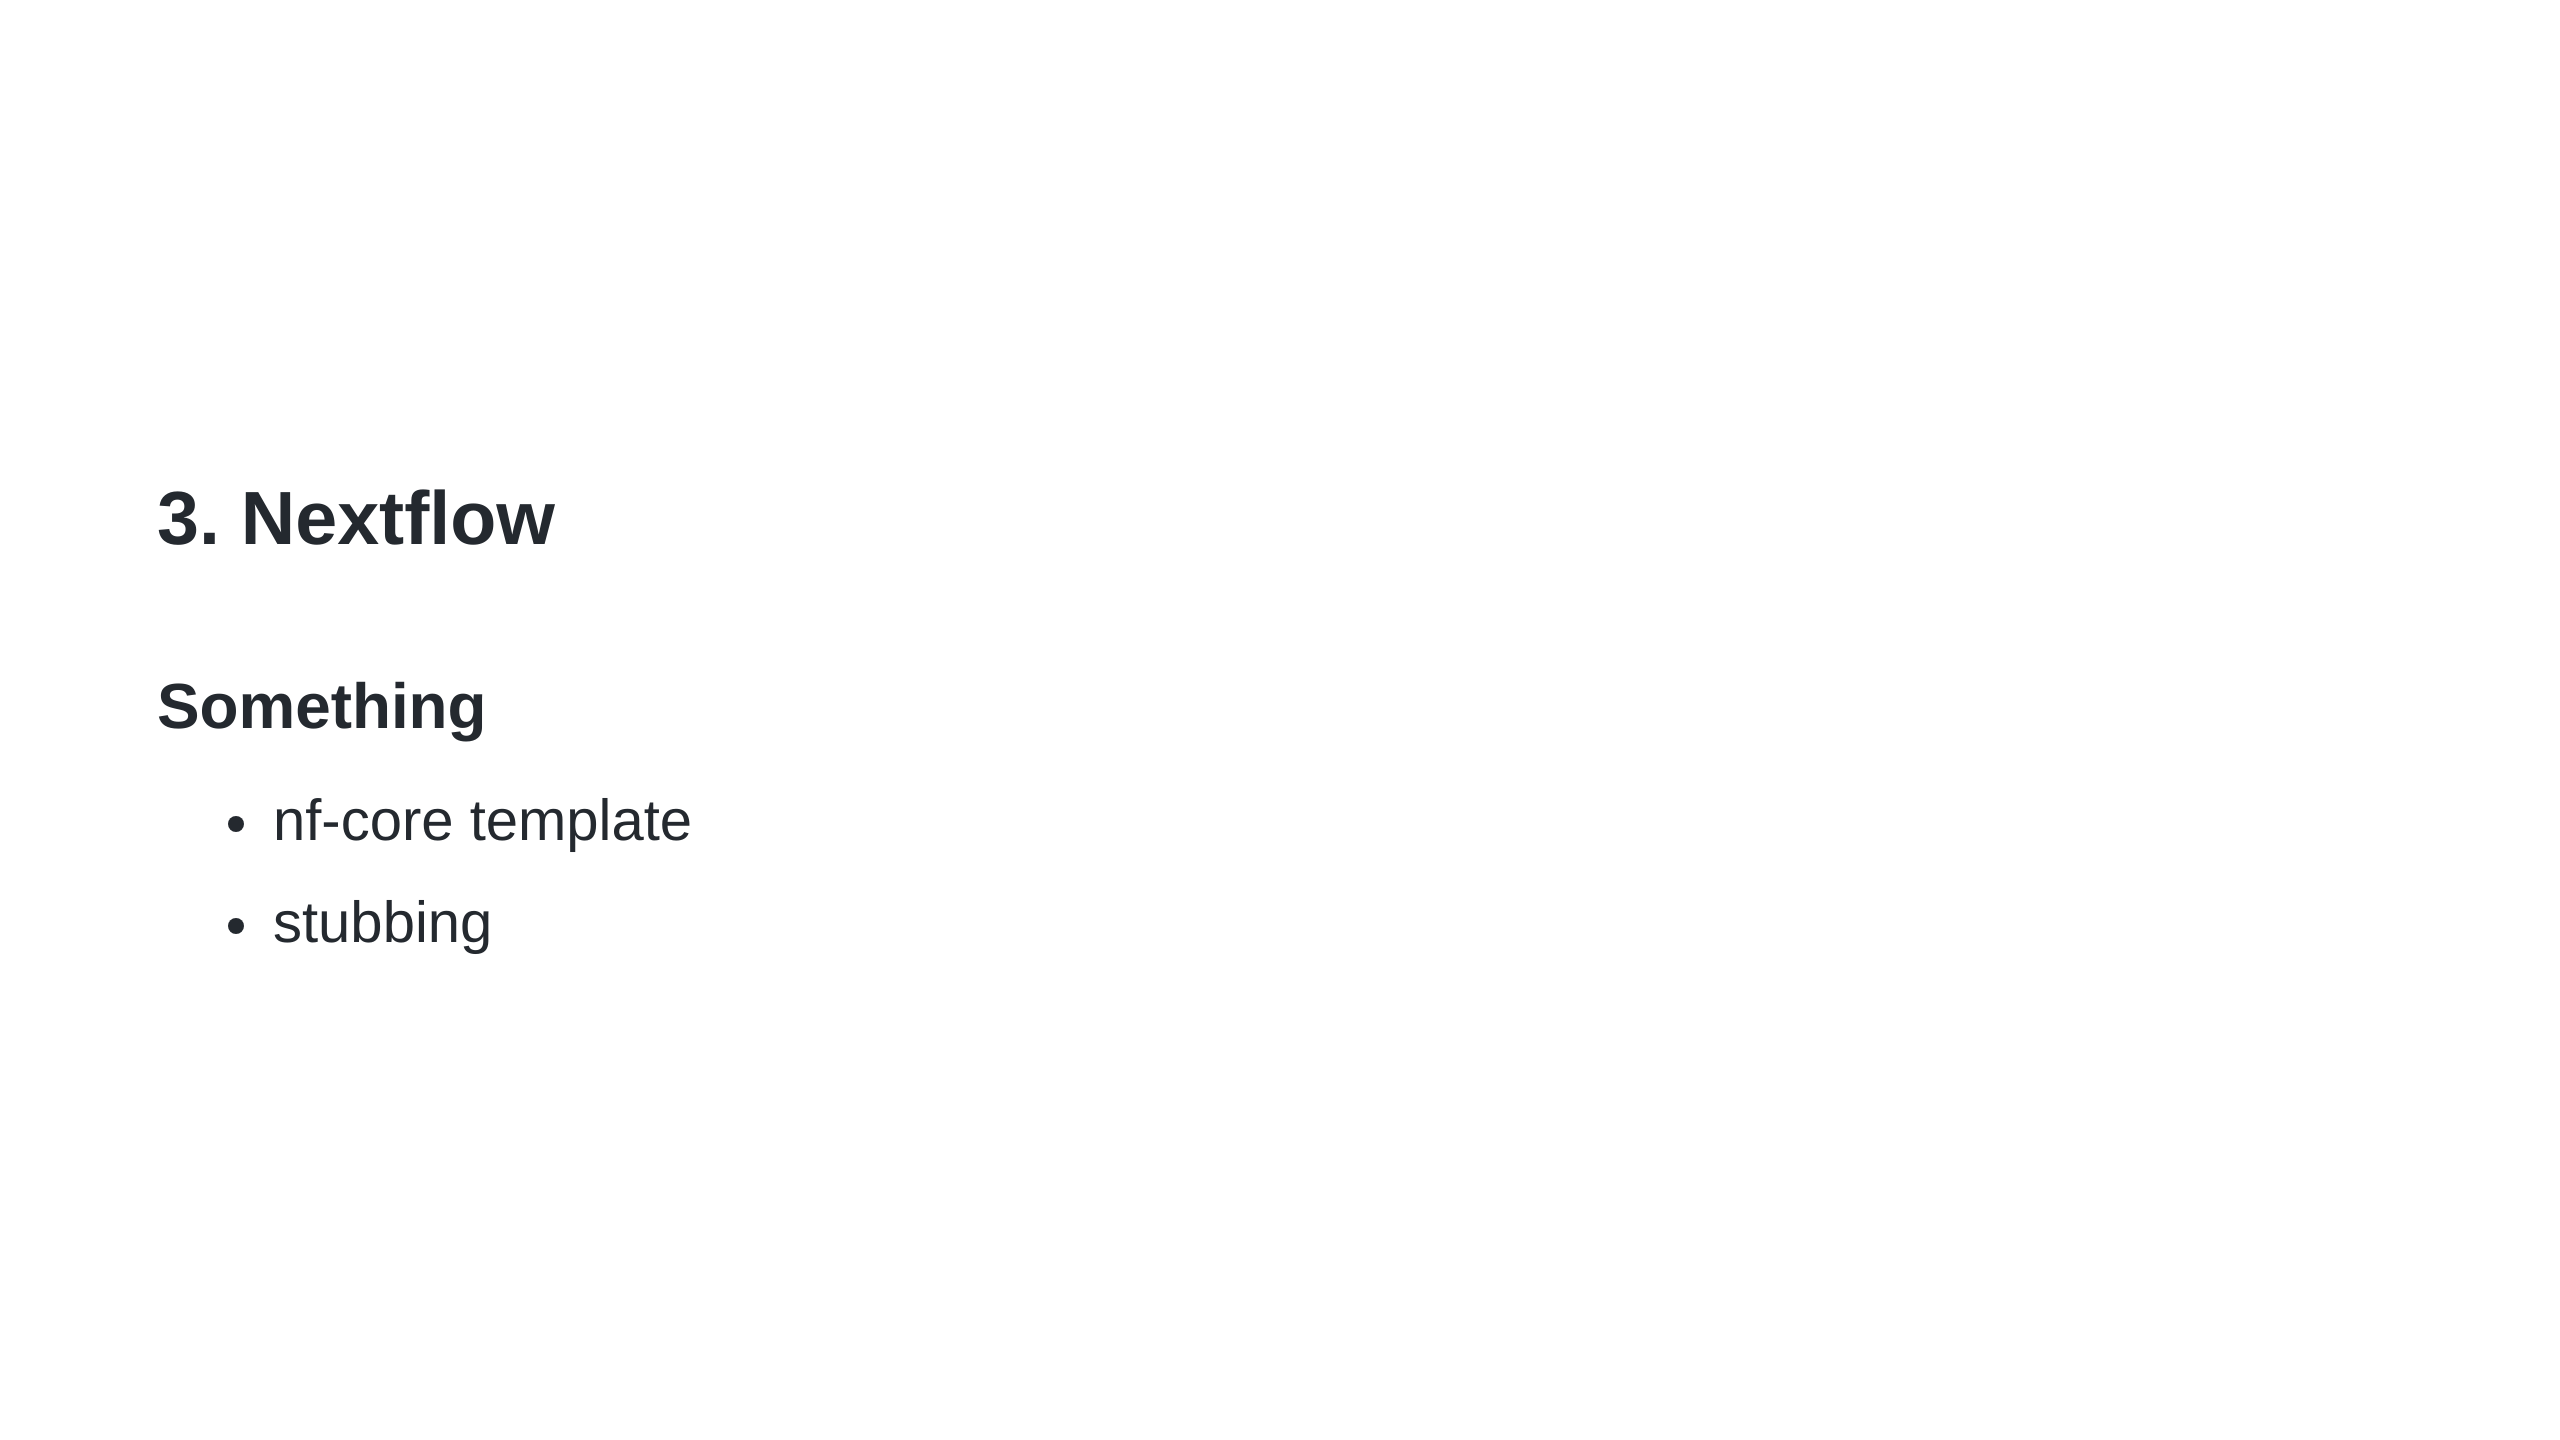 3. Nextflow
Something
• nf-core template
• stubbing